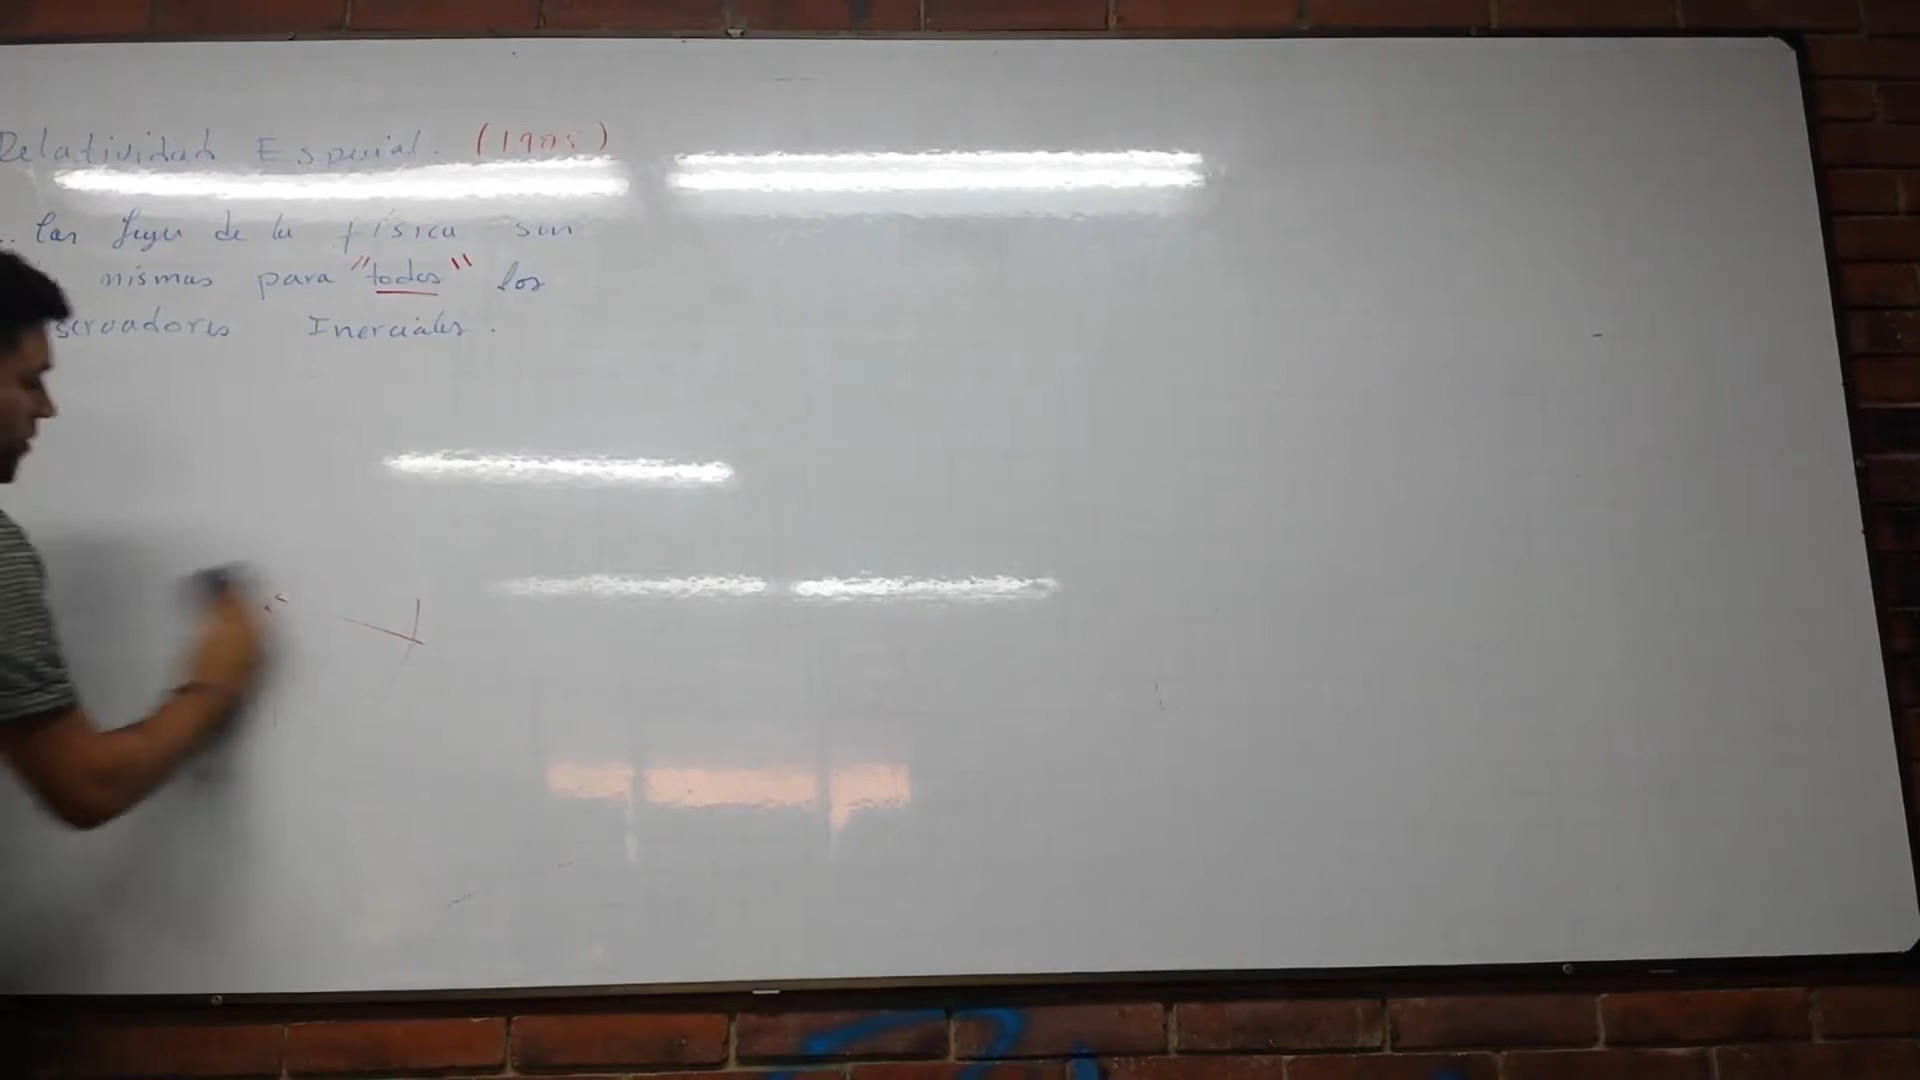 Relatividad Especial. (1905)
las leyes de la física son
mismas para "todos" los
servadores Inerciales.